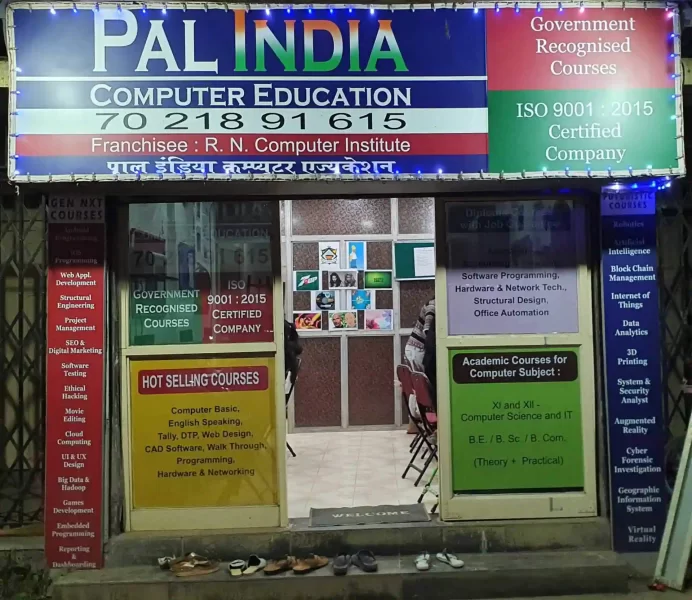 PAL INDIA
COMPUTER EDUCATION
70 218 91 615
Franchisee : R. N. Computer Institute
पाल इंडिया कम्प्युटर एज्युकेशन
Government
Recognised
Courses
ISO 9001 : 2015
Certified
Company
GEN NXT
COURSES
Programming
Web Appl.
Development
Structural
Engineering
Project
Management
SEO &
Digital Marketing
Software
Testing
Ethical
Hacking
Movie
Editing
Cloud
Computing
UI & UX
Design
Big Data &
Hadoop
Games
Development
Embedded
Programming
Reporting
& Dashboarding
GOVERNMENT
RECOGNISED
COURSES
ISO
9001 : 2015
CERTIFIED
COMPANY
HOT SELLING COURSES
Computer Basic,
English Speaking,
Tally, DTP, Web Design,
CAD Software, Walk Through,
Programming,
Hardware & Networking
WELCOME
Software Programming,
Hardware & Network Tech.,
Structural Design,
Office Automation
Academic Courses for
Computer Subject :
XI and XII -
Computer Science and IT
B.E. / B. Sc. / B. Com.
(Theory + Practical)
FUTURISTIC
COURSES
Robotics
Artificial
Intelligence
Block Chain
Management
Internet of
Things
Data
Analytics
3D
Printing
System &
Security
Analyst
Augmented
Reality
Cyber
Forensic
Investigation
Geographic
Information
System
Virtual
Reality